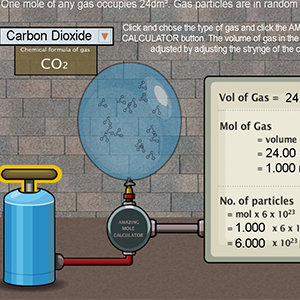 One mole of any gas occupies 24dm³. Gas particles are in random
Click and chose the type of gas and click the AM
CALCULATOR button. The volume of gas in the
adjusted by adjusting the strynge of the c
Carbon Dioxide
Chemical formula of gas
CO₂
Vol of Gas = 24.
Mol of Gas
= volume
= 24.00
= 1.000
No. of particles
= mol x 6 x 10²³
= 1.000 x 6 x 1
= 6.000 x 10²³
AMAZING
MOLE
CALCULATOR